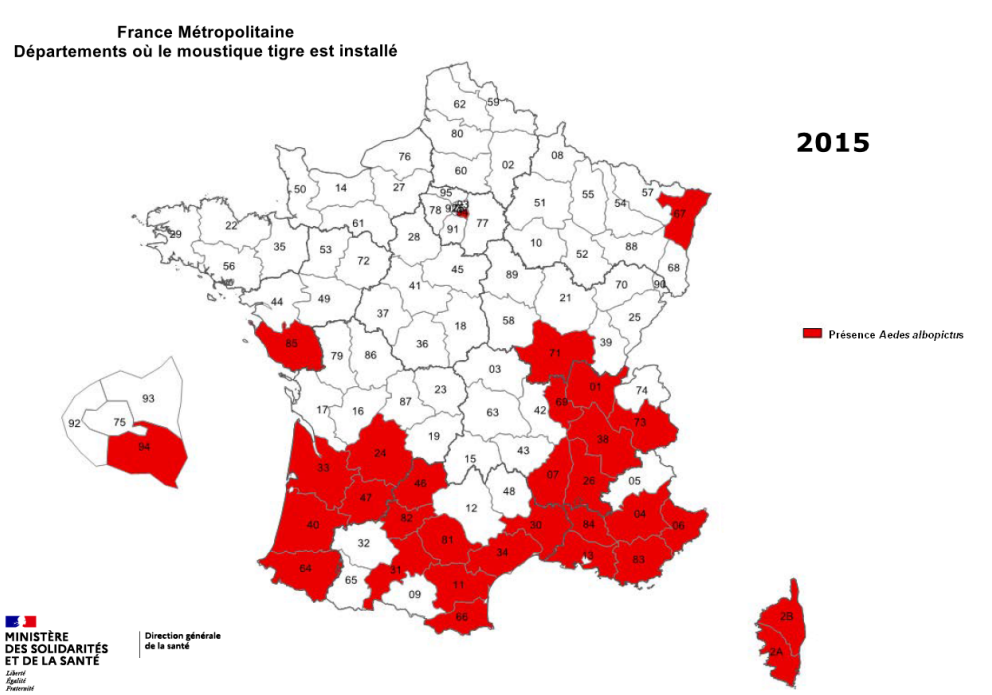 France Métropolitaine
Départements où le moustique tigre est installé
2015
62 59
80
76 02 08
60
50 14 27 95 57
51 55 54 67
78 77
22 61 91
29 35 28 10 88
53 52
56 72 68
45 89 70 90
41
44 49 21
37 58 25
18
85 36 39
79 86 71
03
01 74
93 23
87 69
17 16 63 42
92 75 73
19 38
94 43
24 15
33 07 26 05
46 48
47
12 04
40 82 30 84 06
32 81
34 13 83
64 31
65 11
09
66
2B
2A
Présence Aedes albopictus
MINISTÈRE
DES SOLIDARITÉS
ET DE LA SANTÉ
Liberté
Égalité
Fraternité
Direction générale
de la santé